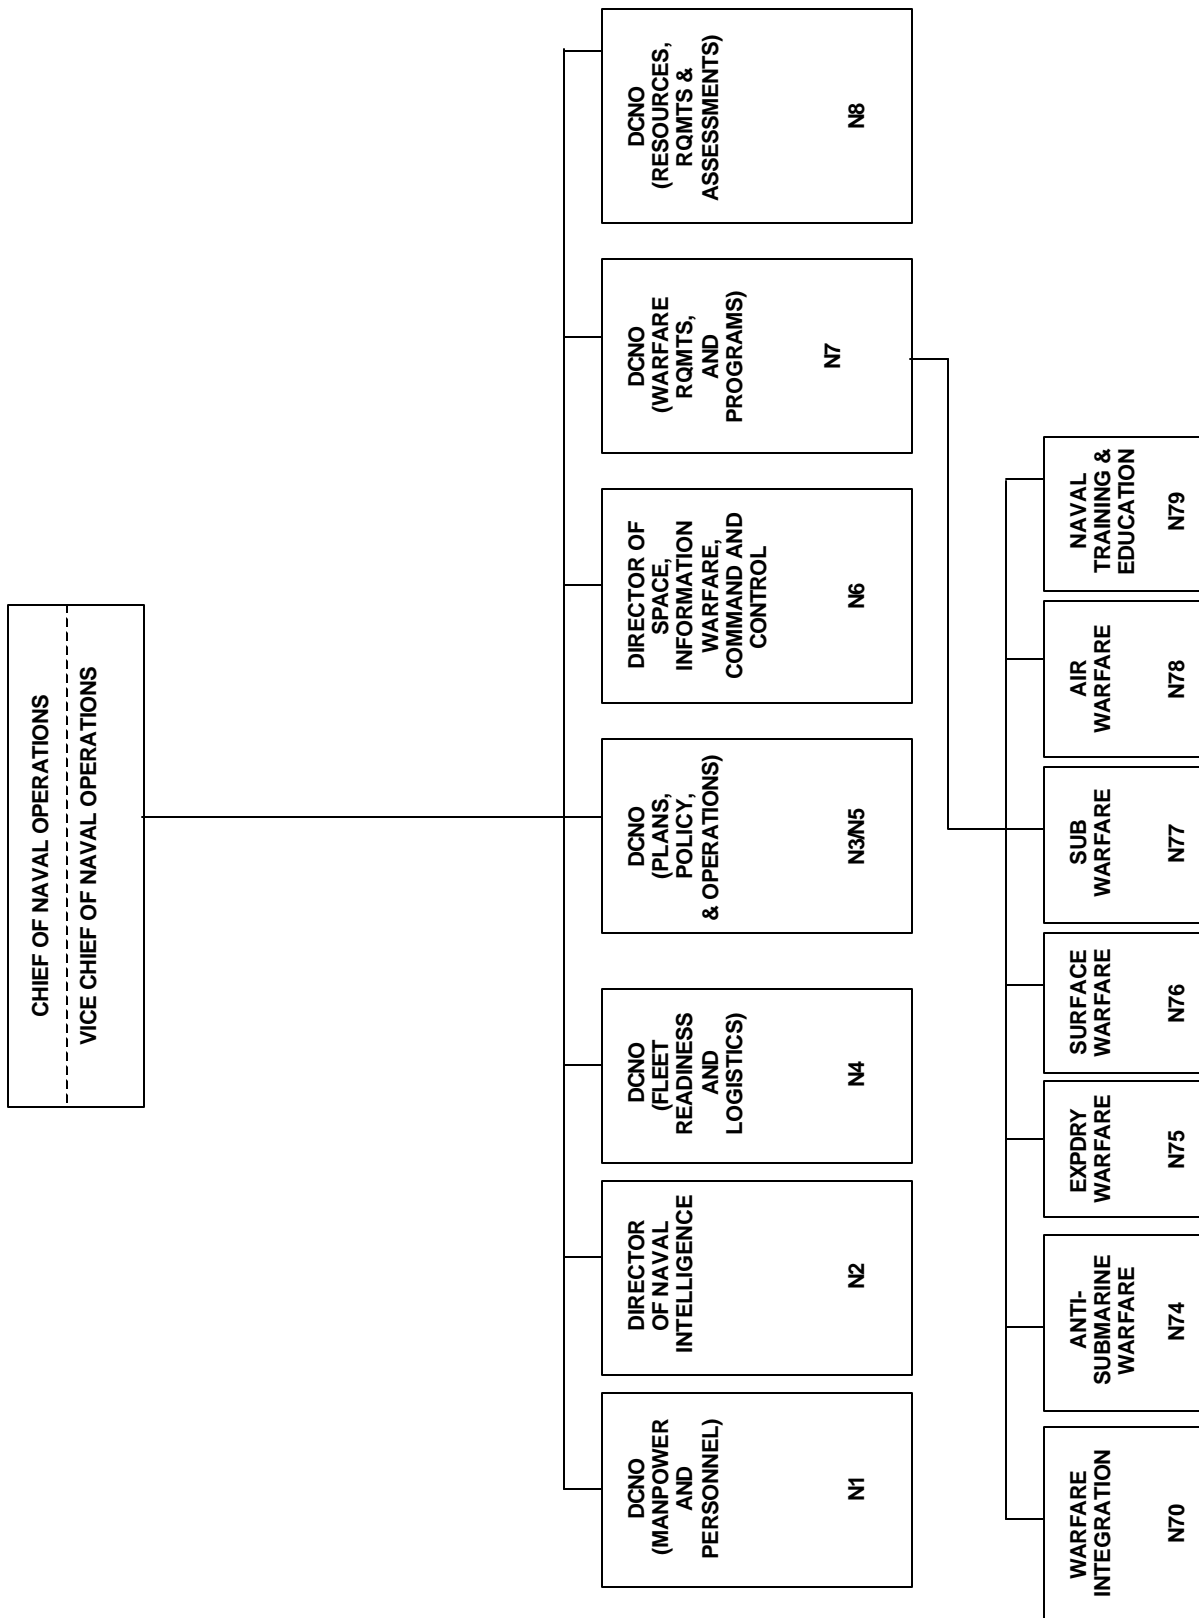 CHIEF OF NAVAL OPERATIONS
VICE CHIEF OF NAVAL OPERATIONS
DCNO
(MANPOWER
AND
PERSONNEL)
N1
DIRECTOR
OF NAVAL
INTELLIGENCE
N2
DCNO
(FLEET
READINESS
AND
LOGISTICS)
N4
DCNO
(PLANS,
POLICY,
& OPERATIONS)
N3/N5
DIRECTOR OF
SPACE,
INFORMATION
WARFARE,
COMMAND AND
CONTROL
N6
DCNO
(WARFARE
RQMTS,
AND
PROGRAMS)
N7
DCNO
(RESOURCES,
RQMTS &
ASSESSMENTS)
N8
WARFARE
INTEGRATION
N70
ANTI-
SUBMARINE
WARFARE
N74
EXPDRY
WARFARE
N75
SURFACE
WARFARE
N76
SUB
WARFARE
N77
AIR
WARFARE
N78
NAVAL
TRAINING &
EDUCATION
N79